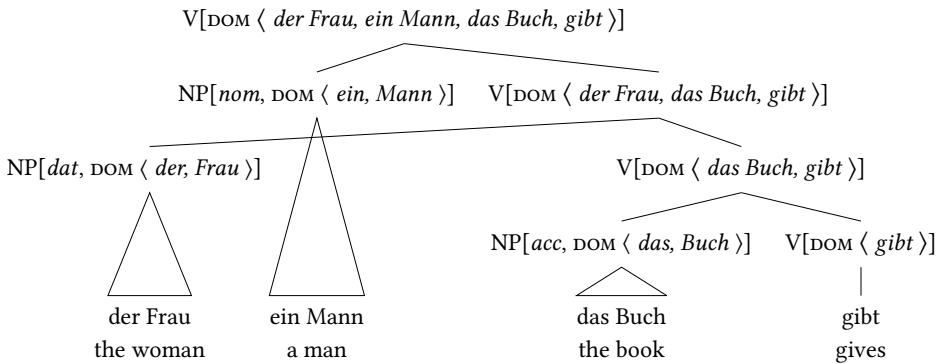 V[DOM ⟨ der Frau, ein Mann, das Buch, gibt ⟩]
NP[nom, DOM ⟨ ein, Mann ⟩] V[DOM ⟨ der Frau, das Buch, gibt ⟩]
NP[dat, DOM ⟨ der, Frau ⟩] V[DOM ⟨ das Buch, gibt ⟩]
NP[acc, DOM ⟨ das, Buch ⟩] V[DOM ⟨ gibt ⟩]
der Frau ein Mann das Buch gibt
the woman a man the book gives